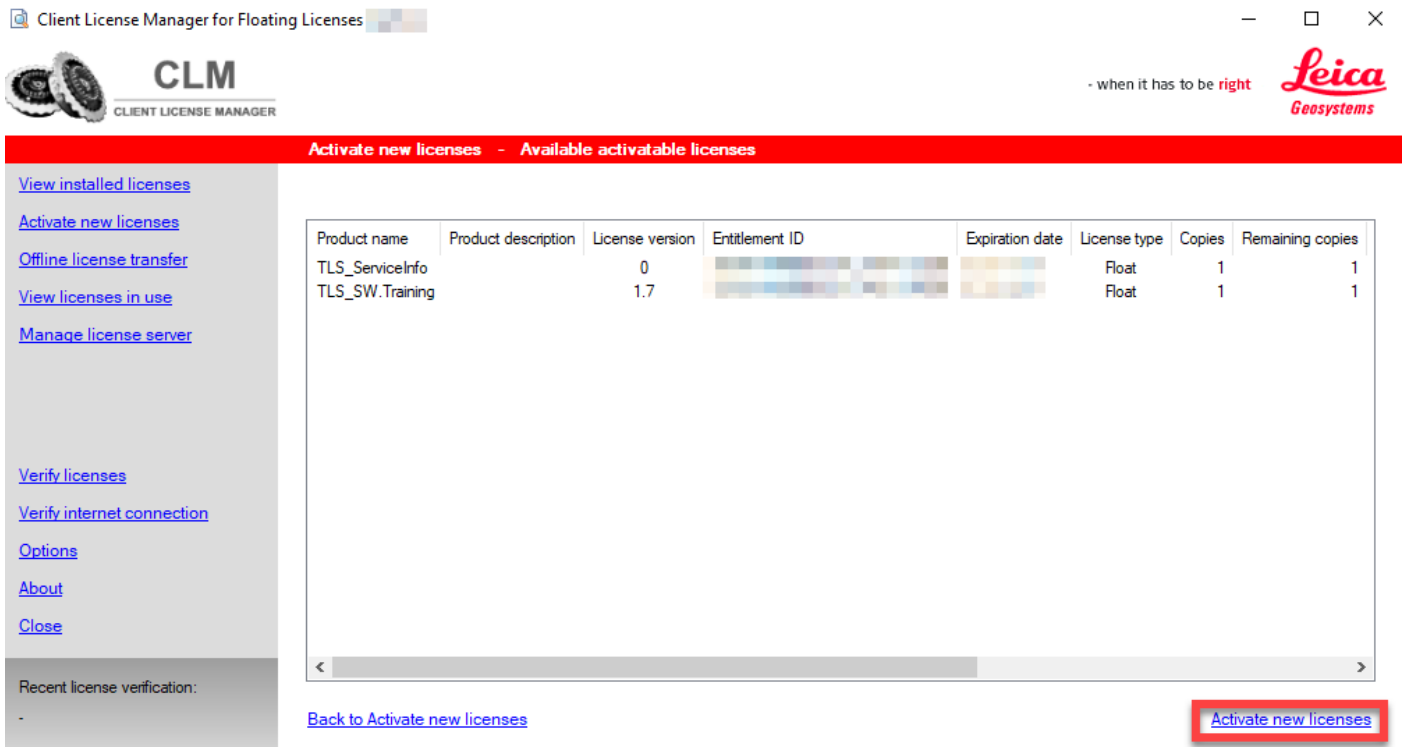 Client License Manager for Floating Licenses
CLM
CLIENT LICENSE MANAGER
- when it has to be right
Leica
Geosystems
Activate new licenses - Available activatable licenses
View installed licenses
Activate new licenses
Offline license transfer
View licenses in use
Manage license server
Verify licenses
Verify internet connection
Options
About
Close
Recent license verification:
-
Product name Product description License version Entitlement ID Expiration date License type Copies Remaining copies
TLS_ServiceInfo 0 Float 1 1
TLS_SW.Training 1.7 Float 1 1
Back to Activate new licenses
Activate new licenses